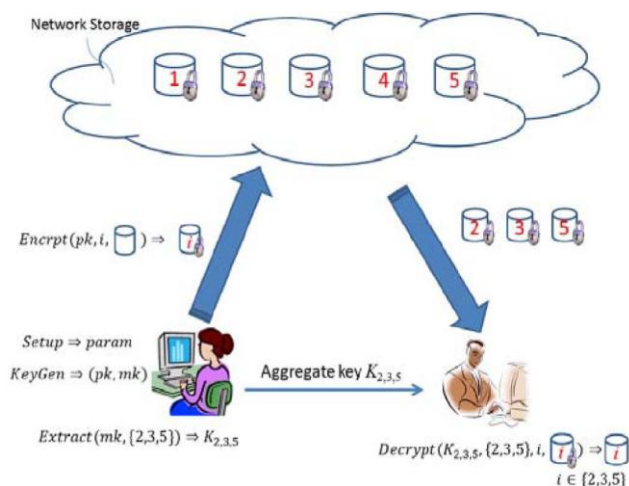 Network Storage
1 2 3 4 5
Encrpt(pk, i, ) ⇒ i
2 3 5
Setup ⇒ param
KeyGen ⇒ (pk, mk)
Aggregate key K2,3,5
Extract(mk, {2,3,5}) ⇒ K2,3,5
Decrypt(K2,3,5, {2,3,5}, i, i) ⇒ i
i ∈ {2,3,5}